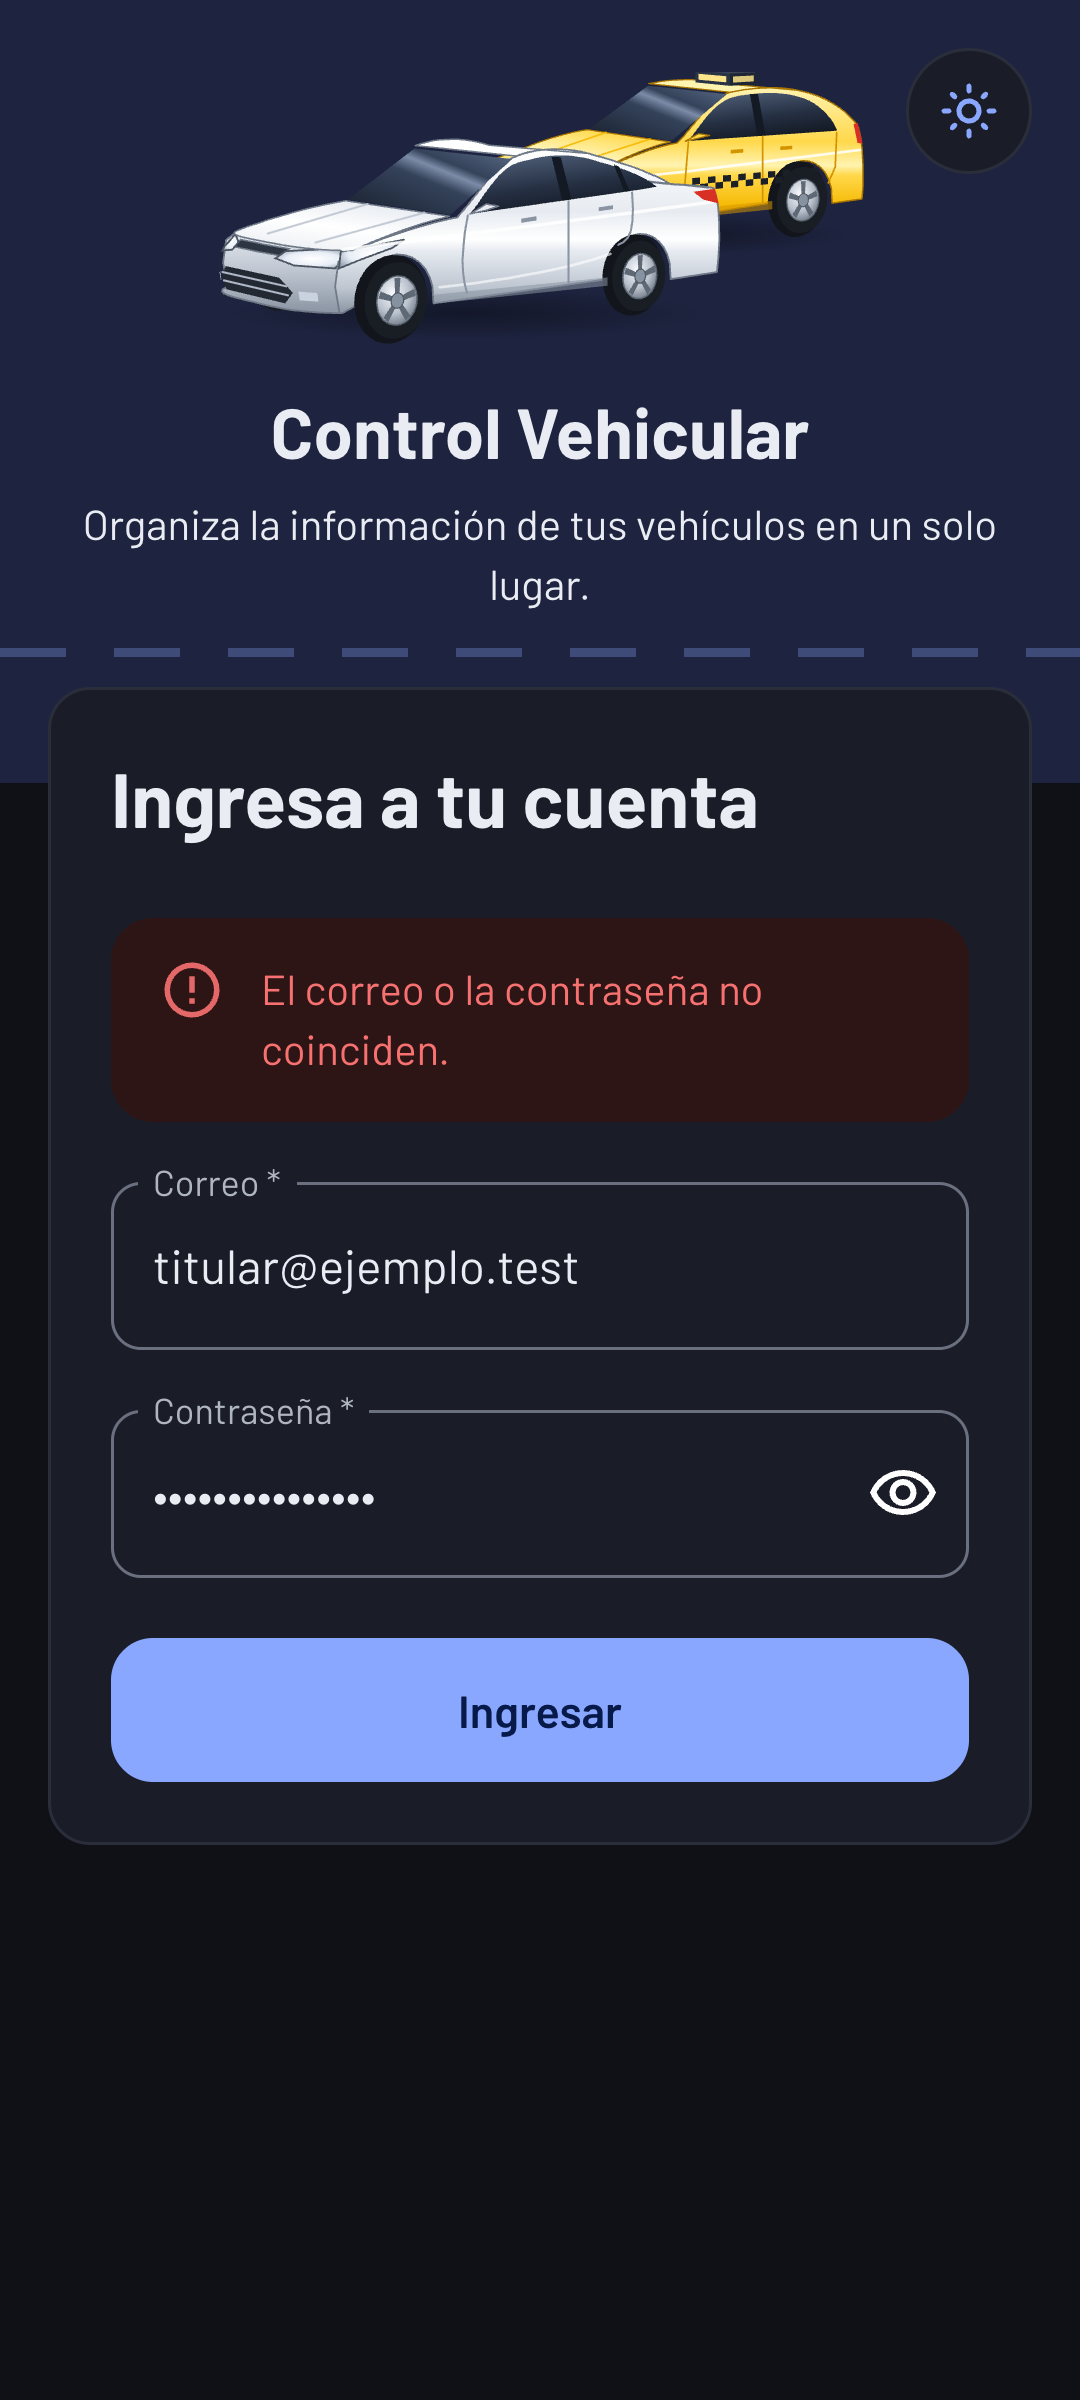 Control Vehicular
Organiza la información de tus vehículos en un solo
lugar.
Ingresa a tu cuenta
El correo o la contraseña no
coinciden.
Correo *
titular@ejemplo.test
Contraseña *
•••••••••••••••
Ingresar